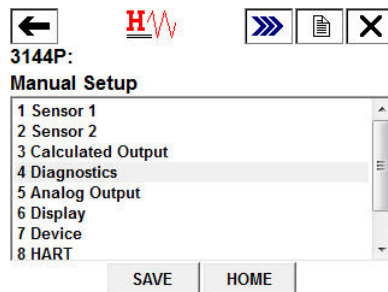 H
3144P:
Manual Setup
1 Sensor 1
2 Sensor 2
3 Calculated Output
4 Diagnostics
5 Analog Output
6 Display
7 Device
8 HART
SAVE HOME